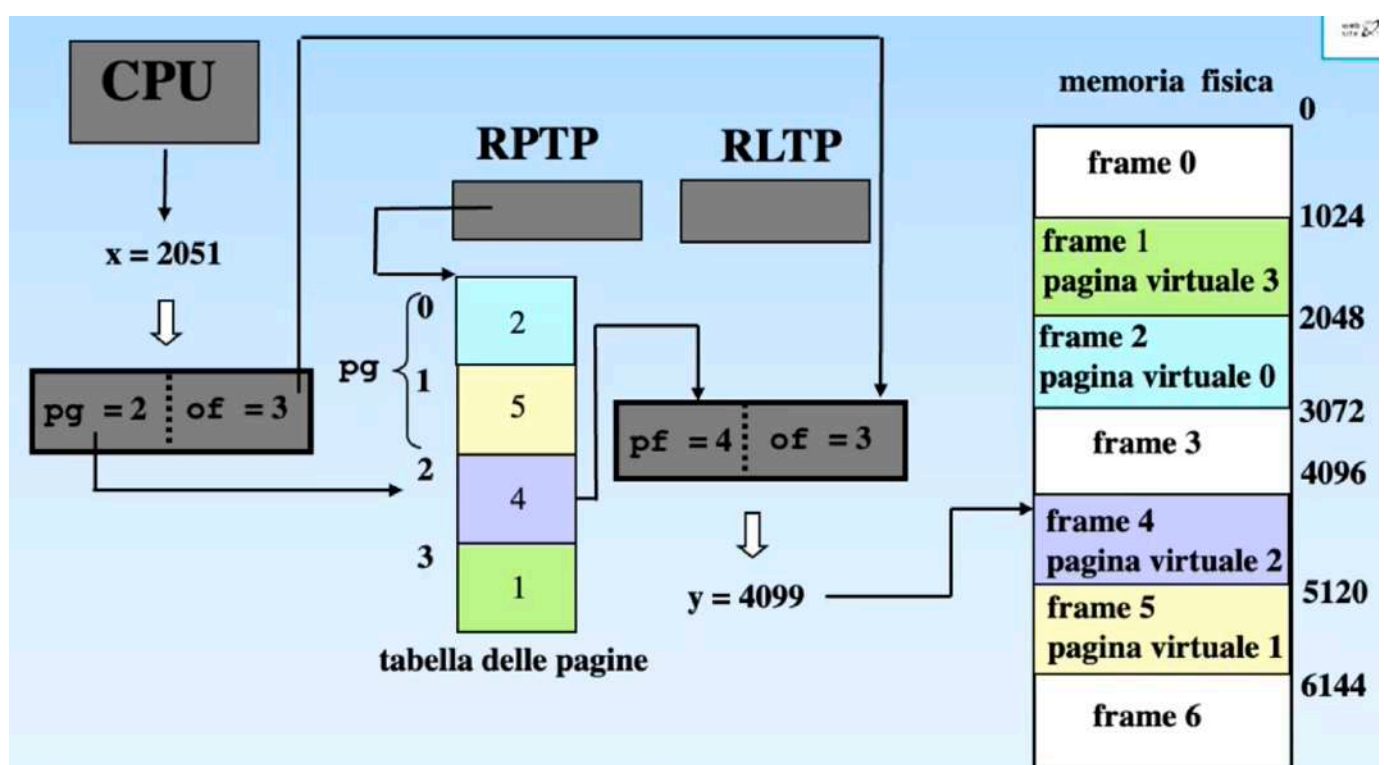 CPU
x = 2051
pg = 2 of = 3
RPTP
RLTP
pg
0
2
1
5
2
4
3
1
tabella delle pagine
pf = 4 of = 3
y = 4099
memoria fisica
0
frame 0
1024
frame 1
pagina virtuale 3
2048
frame 2
pagina virtuale 0
3072
frame 3
4096
frame 4
pagina virtuale 2
5120
frame 5
pagina virtuale 1
6144
frame 6